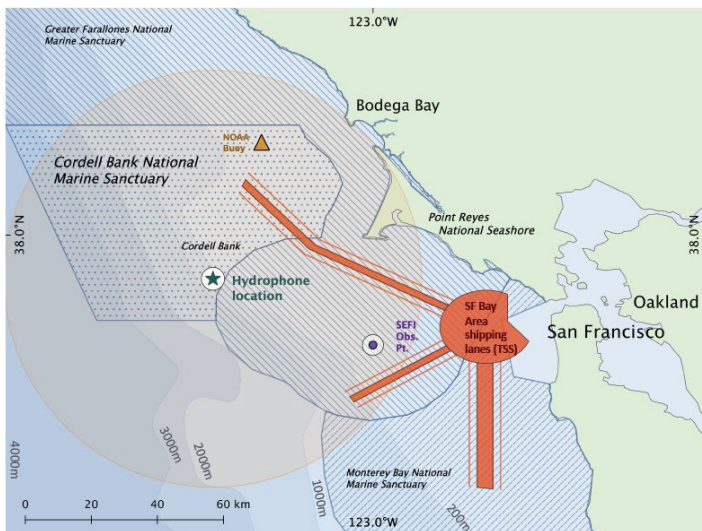 Greater Farallones National
Marine Sanctuary
123.0°W
Bodega Bay
NOAA
Buoy
Cordell Bank National
Marine Sanctuary
Point Reyes
National Seashore
38.0°N
38.0°N
Cordell Bank
Hydrophone
location
SF Bay
Area
shipping
lanes (TSS)
Oakland
San Francisco
SEFI
Obs.
Pt.
4000m
3000m
2000m
1000m
200m
Monterey Bay National
Marine Sanctuary
0 20 40 60 km
123.0°W